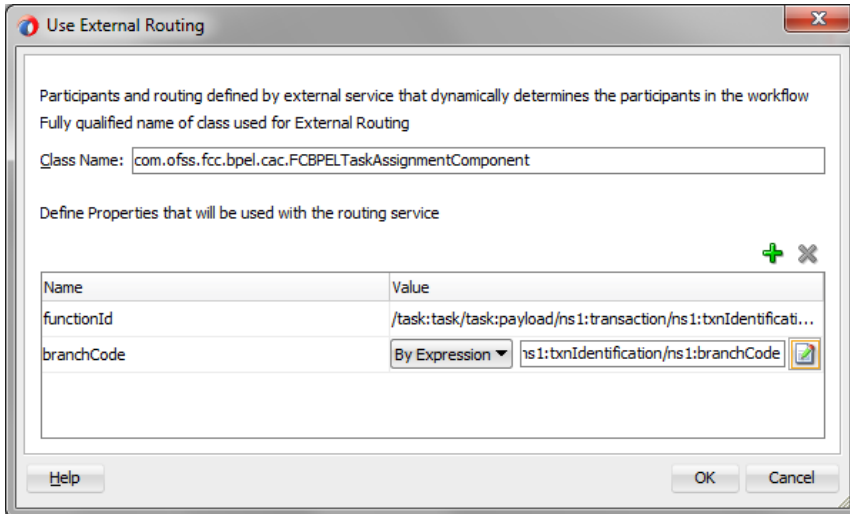 Use External Routing
Participants and routing defined by external service that dynamically determines the participants in the workflow
Fully qualified name of class used for External Routing
Class Name: com.ofss.fcc.bpel.cac.FCBPELTaskAssignmentComponent
Define Properties that will be used with the routing service
Name Value
functionId /task:task/task:payload/ns1:transaction/ns1:txnIdentificati...
branchCode By Expression ns1:txnIdentification/ns1:branchCode
Help OK Cancel